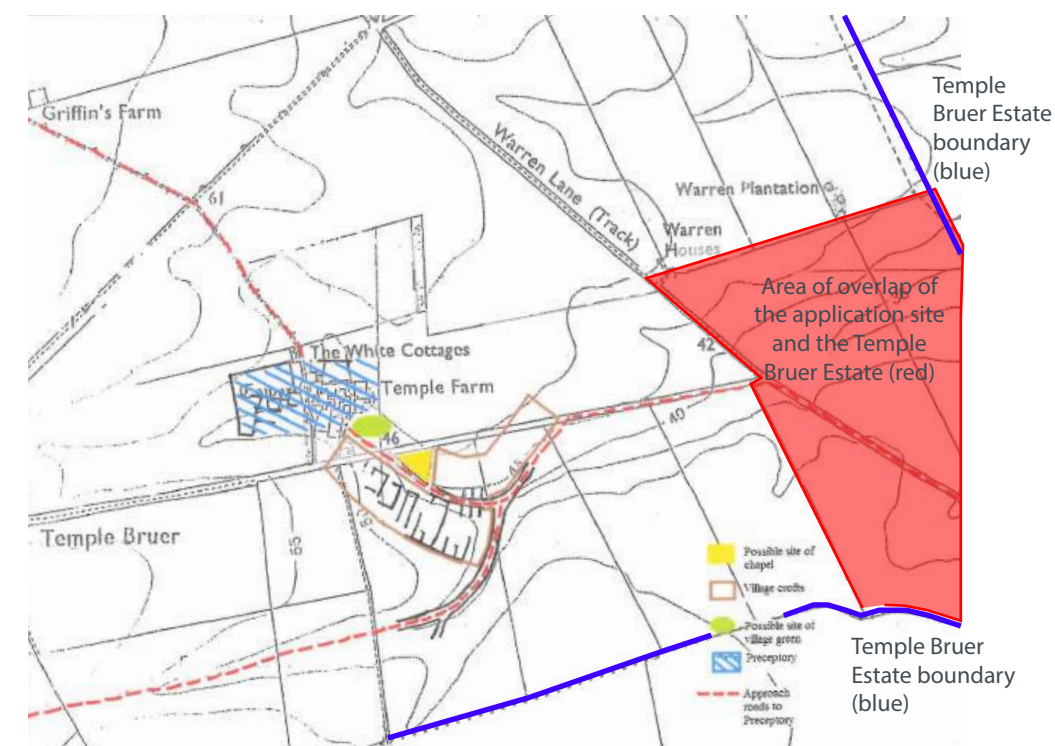 Griffin's Farm
61
Warren Lane (Track)
Warren Plantation
Warren
Houses
Temple
Bruer Estate
boundary
(blue)
Area of overlap of
the application site
and the Temple
Bruer Estate (red)
42
The White Cottages
Temple Farm
46
40
Temple Bruer
55
Possible site of
chapel
Village crofts
Possible site of
village green
Preceptory
Approach
roads to
Preceptory
Temple Bruer
Estate boundary
(blue)